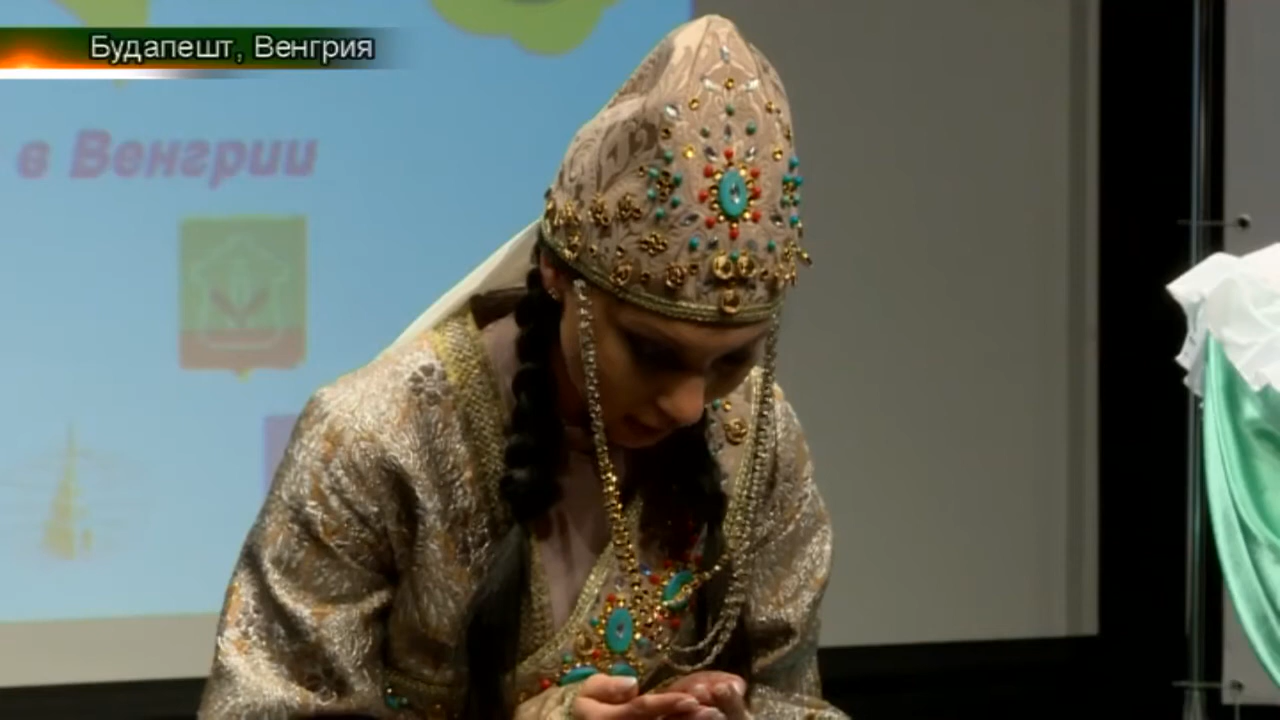 Будапешт, Венгрия
в Венгрии